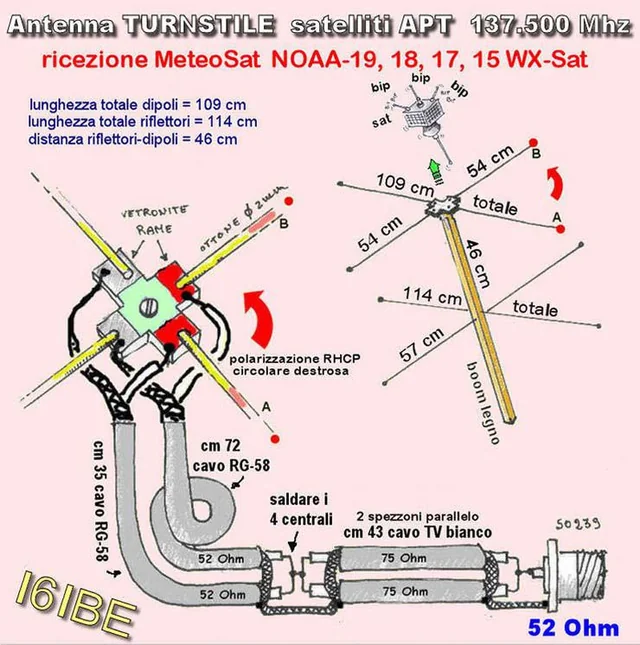 Antenna TURNSTILE satelliti APT 137.500 Mhz
ricezione MeteoSat NOAA-19, 18, 17, 15 WX-Sat
lunghezza totale dipoli = 109 cm
lunghezza totale riflettori = 114 cm
distanza riflettori-dipoli = 46 cm
bip
bip
bip
sat
54 cm
B
109 cm
totale
A
54 cm
46 cm
114 cm
totale
57 cm
boom legno
VETRONITE
RAME
OTTONE Ø 2mm
B
polarizzazione RHCP
circolare destrosa
A
cm 35 cavo RG-58
cm 72
cavo RG-58
saldare i
4 centrali
2 spezzoni parallelo
cm 43 cavo TV bianco
SO239
52 Ohm
75 Ohm
52 Ohm
75 Ohm
I6IBE
52 Ohm